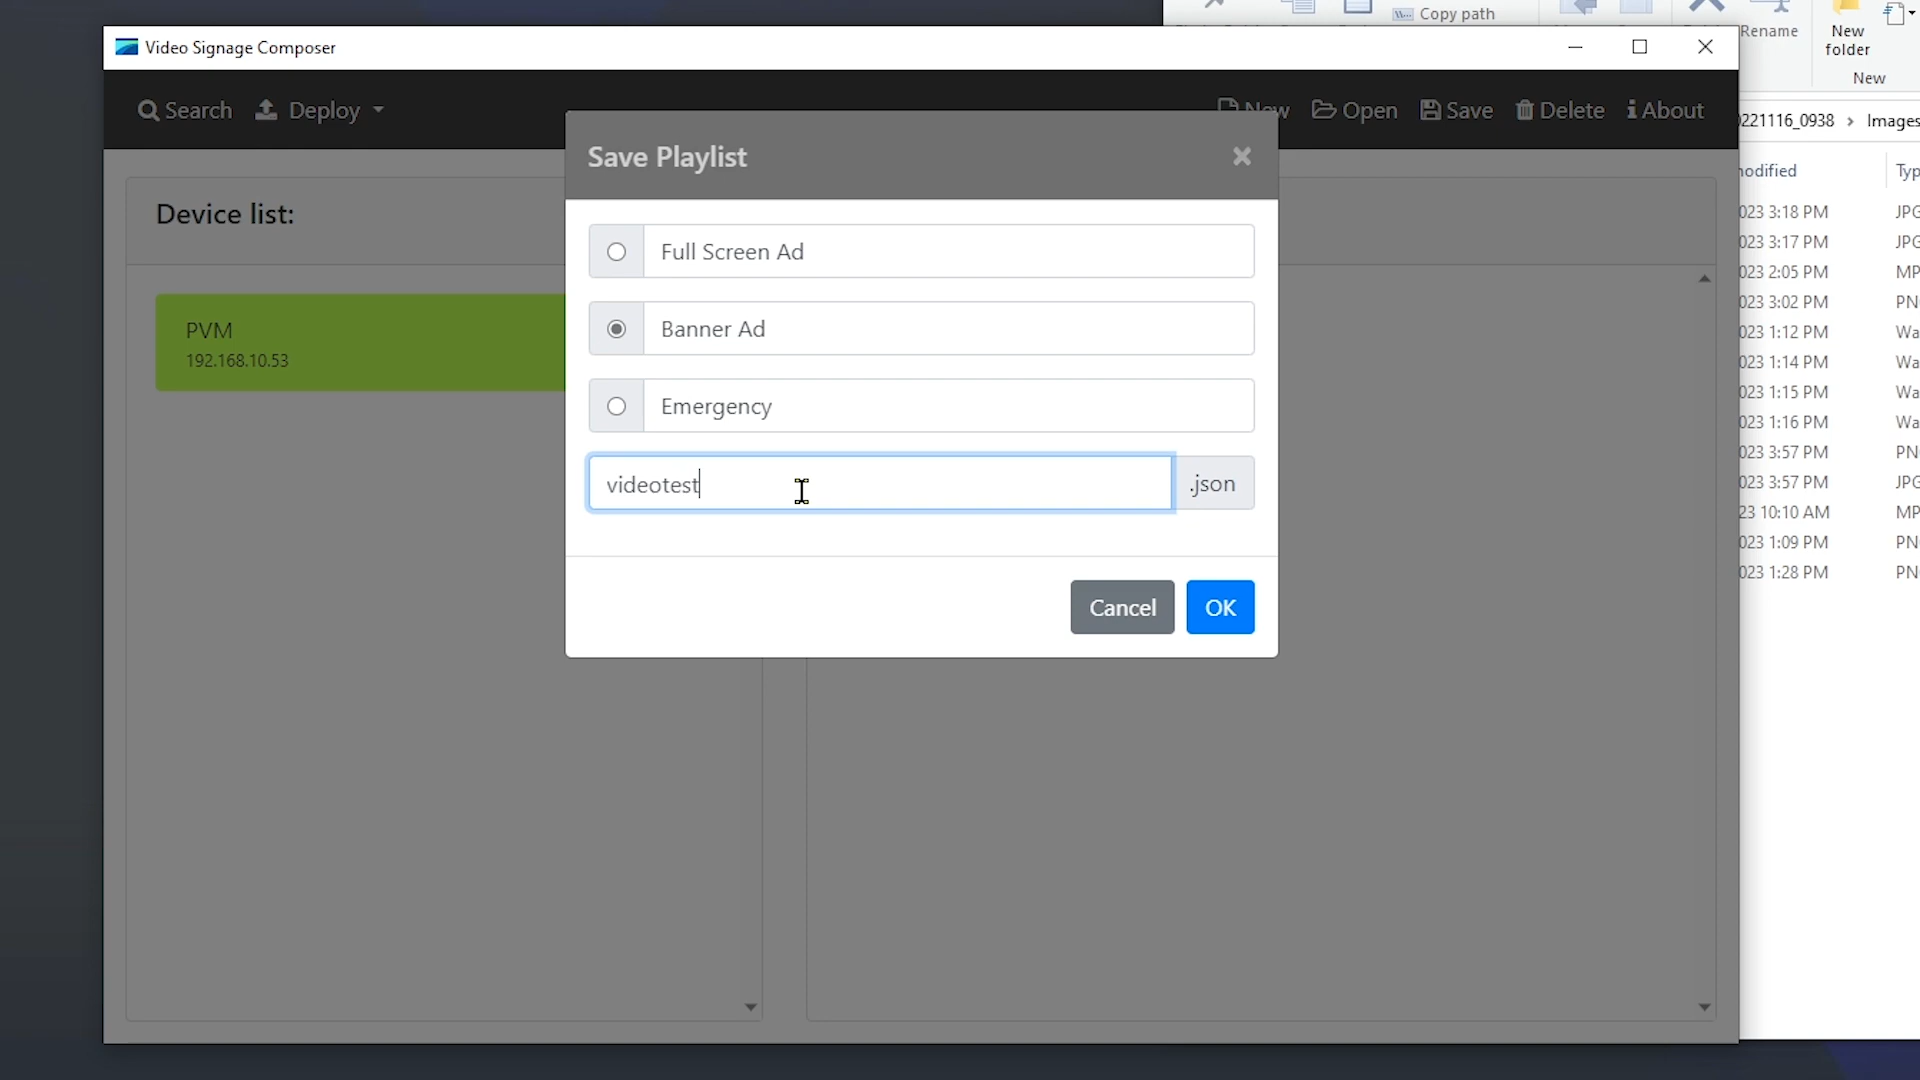 Copy path
Rename
New
folder
New
Video Signage Composer
Search
Deploy
New
Open
Save
Delete
About
221116_0938 > Images
Save Playlist
Device list:
PVM
192.168.10.53
Full Screen Ad
Banner Ad
Emergency
videotest
.json
Cancel
OK
modified
Typ
023 3:18 PM JPG
023 3:17 PM JPG
023 2:05 PM MP
023 3:02 PM PN
023 1:12 PM Wa
023 1:14 PM Wa
023 1:15 PM Wa
023 1:16 PM Wa
023 3:57 PM PN
023 3:57 PM JPG
23 10:10 AM MP
023 1:09 PM PN
023 1:28 PM PN